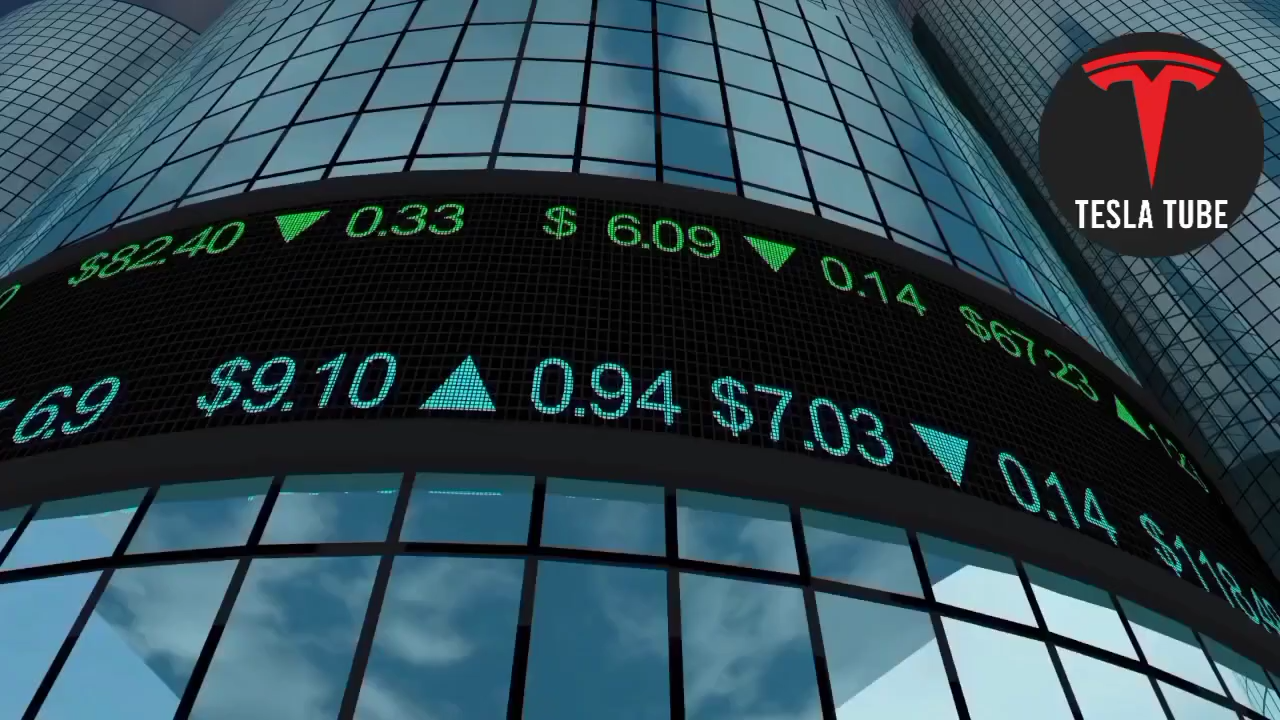 $82.40 ▼ 0.33 $ 6.09 ▼ 0.14 $67.23 ▲
6.9 $9.10 ▲ 0.94 $7.03 ▼ 0.14
TESLA TUBE